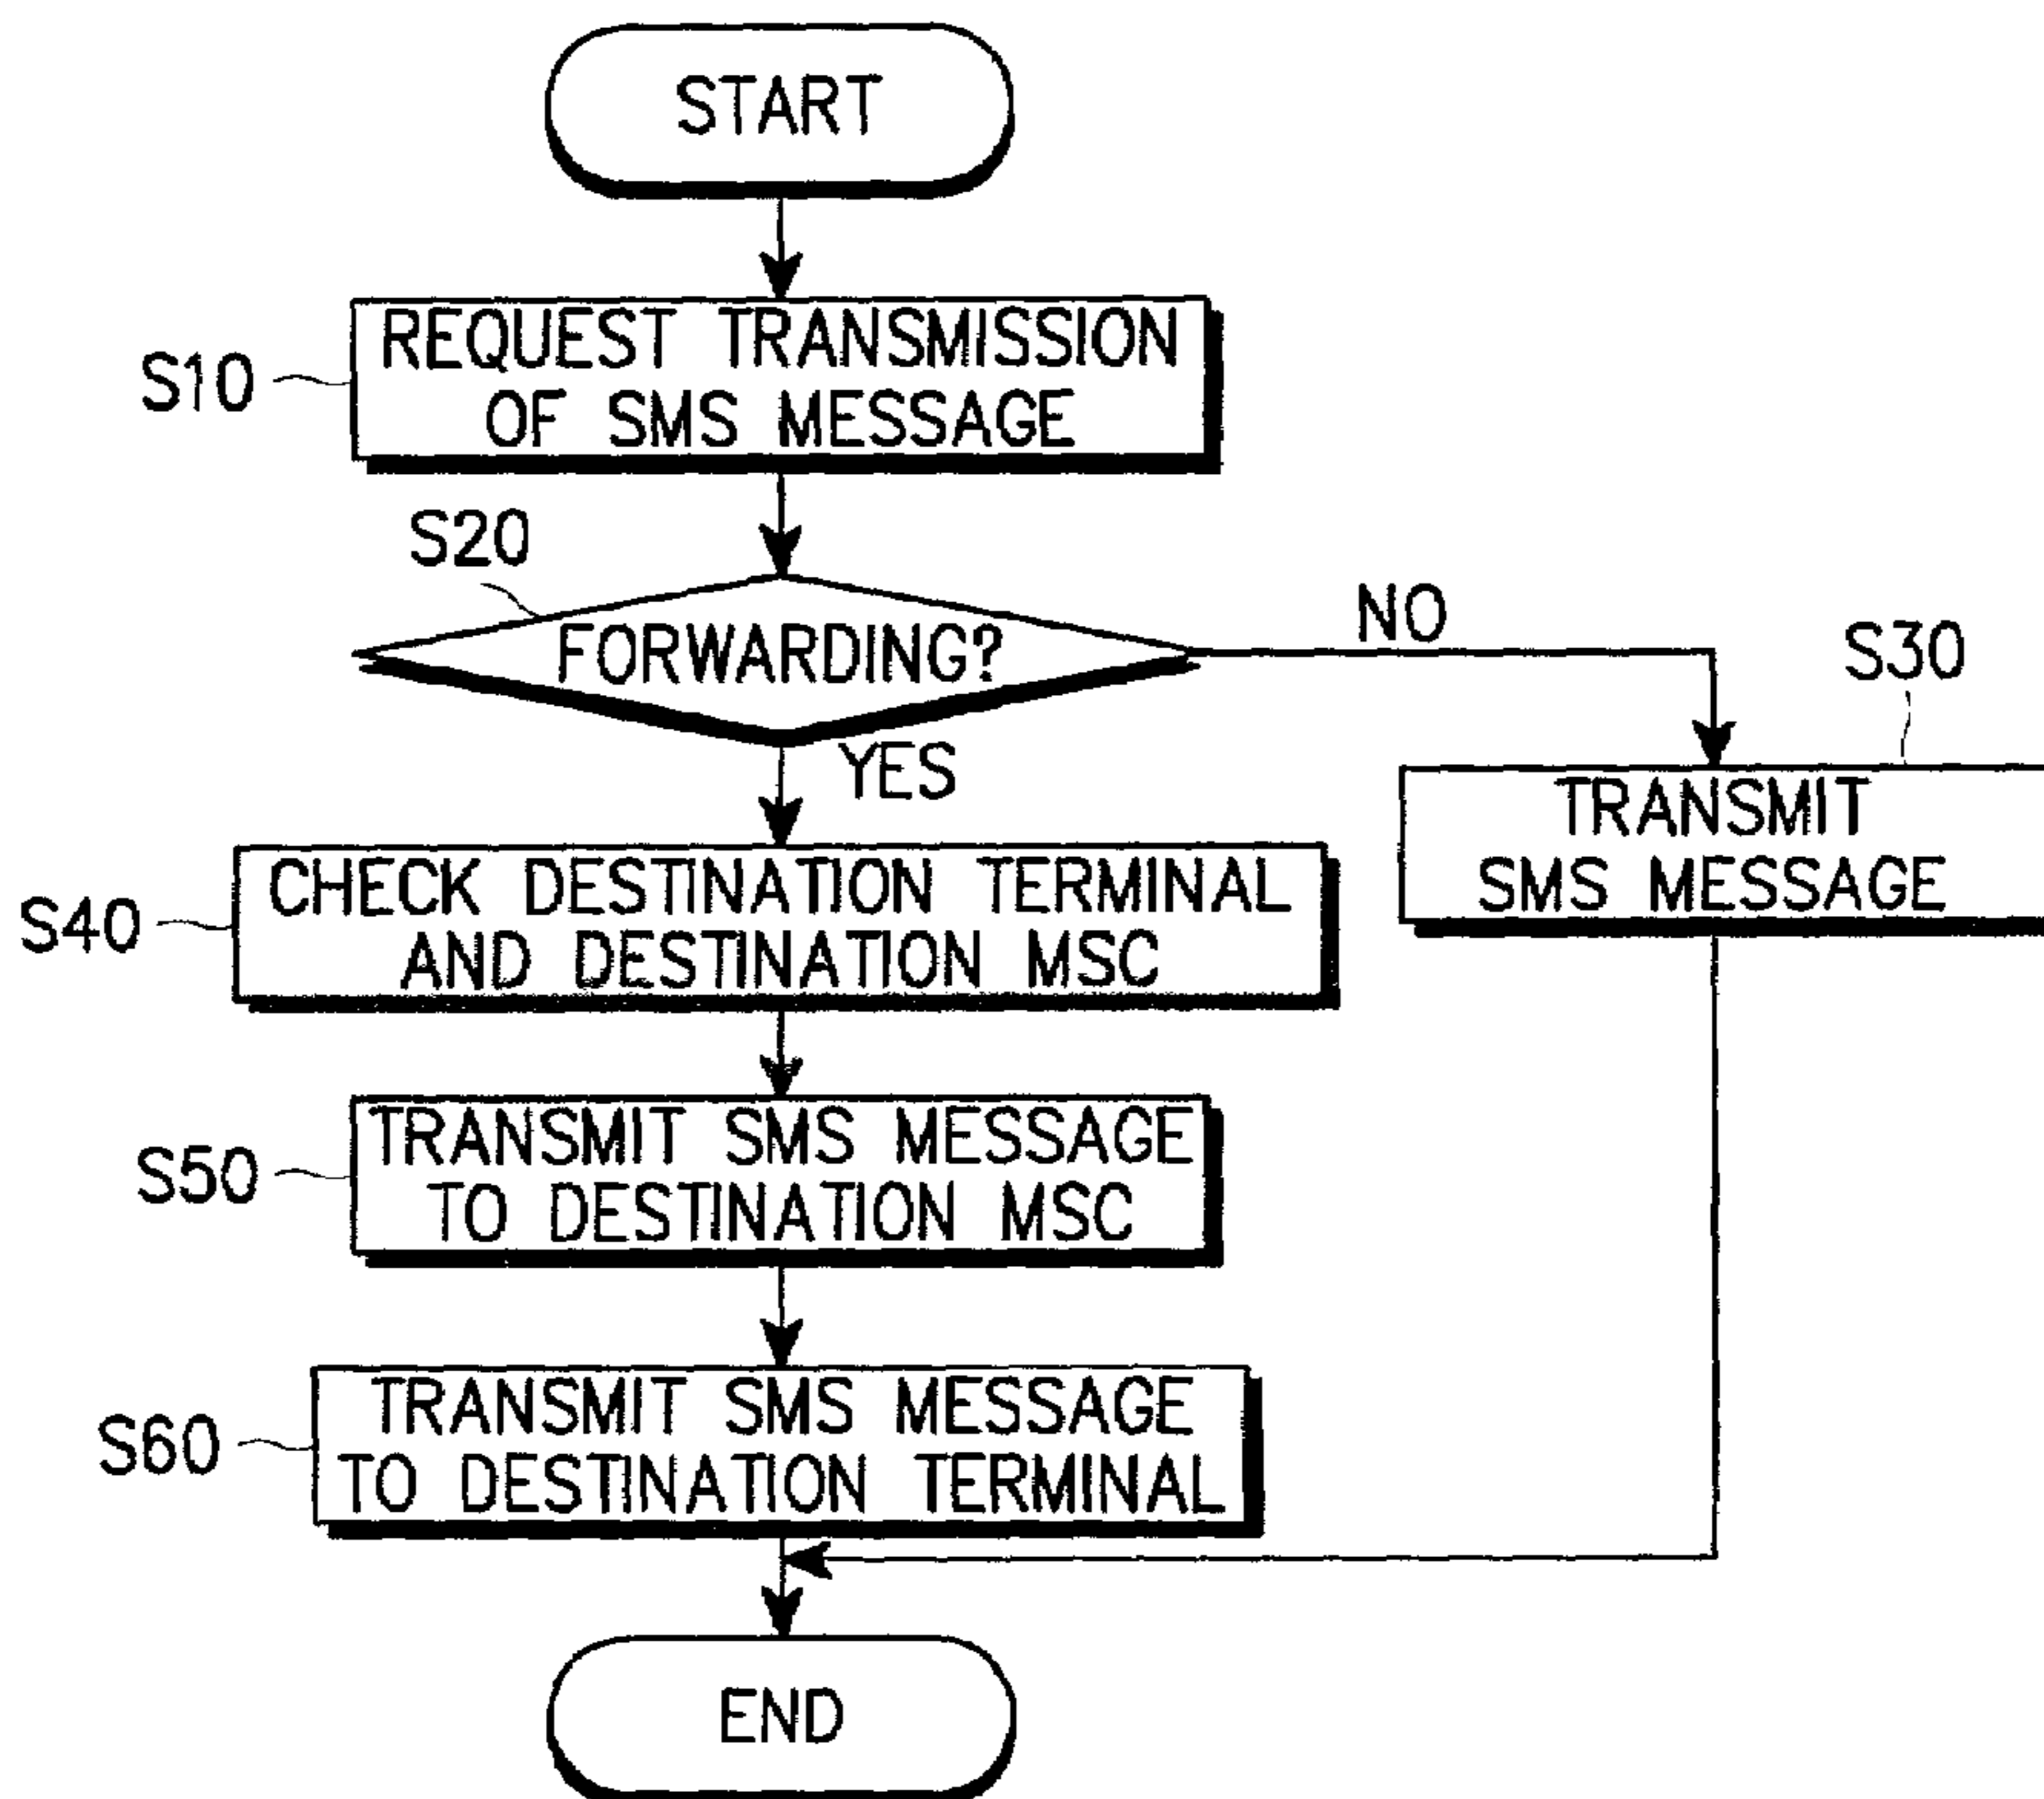 START
S10
REQUEST TRANSMISSION
OF SMS MESSAGE
S20
FORWARDING?
NO
YES
S30
TRANSMIT
SMS MESSAGE
S40
CHECK DESTINATION TERMINAL
AND DESTINATION MSC
S50
TRANSMIT SMS MESSAGE
TO DESTINATION MSC
S60
TRANSMIT SMS MESSAGE
TO DESTINATION TERMINAL
END